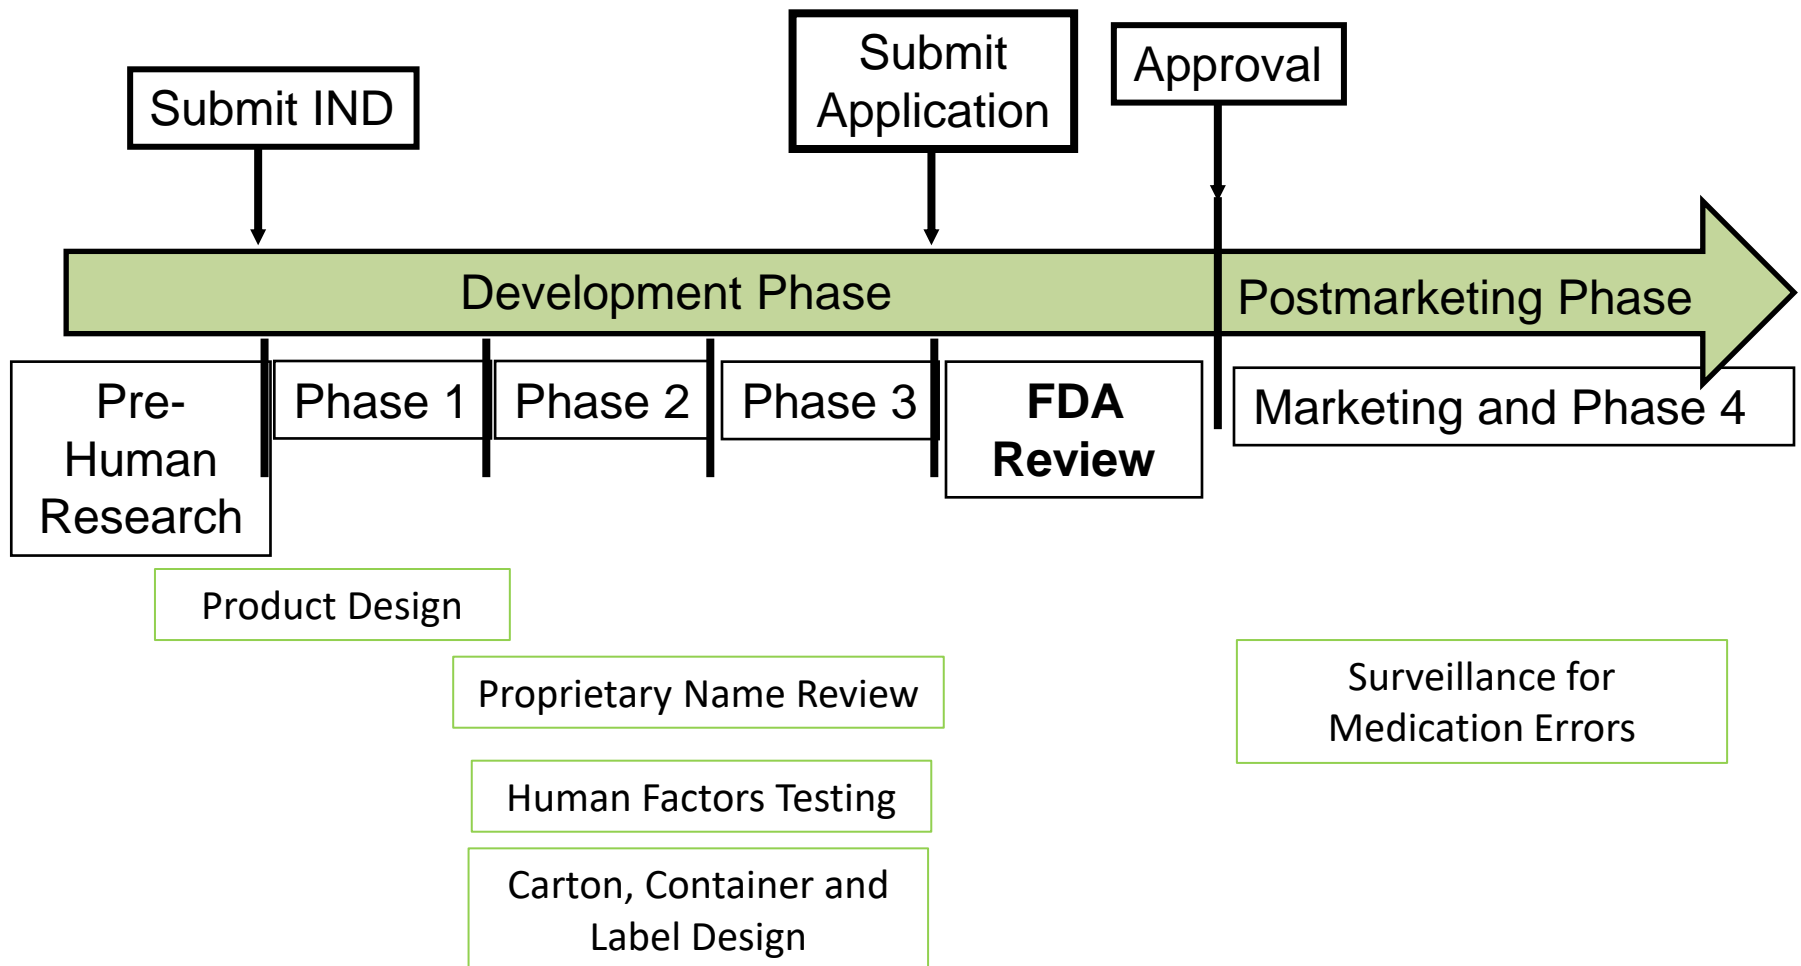 Submit IND
Submit
Application
Approval
Development Phase
Postmarketing Phase
Pre-
Human
Research
Phase 1
Phase 2
Phase 3
FDA
Review
Marketing and Phase 4
Product Design
Proprietary Name Review
Human Factors Testing
Carton, Container and
Label Design
Surveillance for
Medication Errors